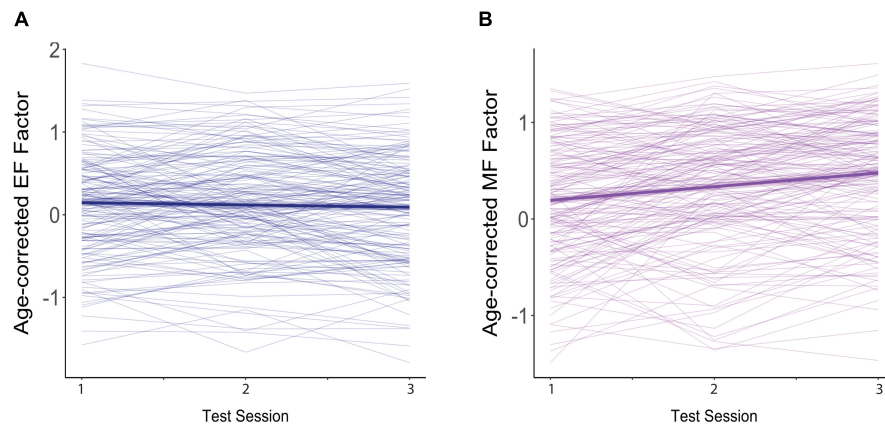 A
Age-corrected EF Factor
2
1
0
-1
1
2
3
Test Session
B
Age-corrected MF Factor
1
0
-1
1
2
3
Test Session